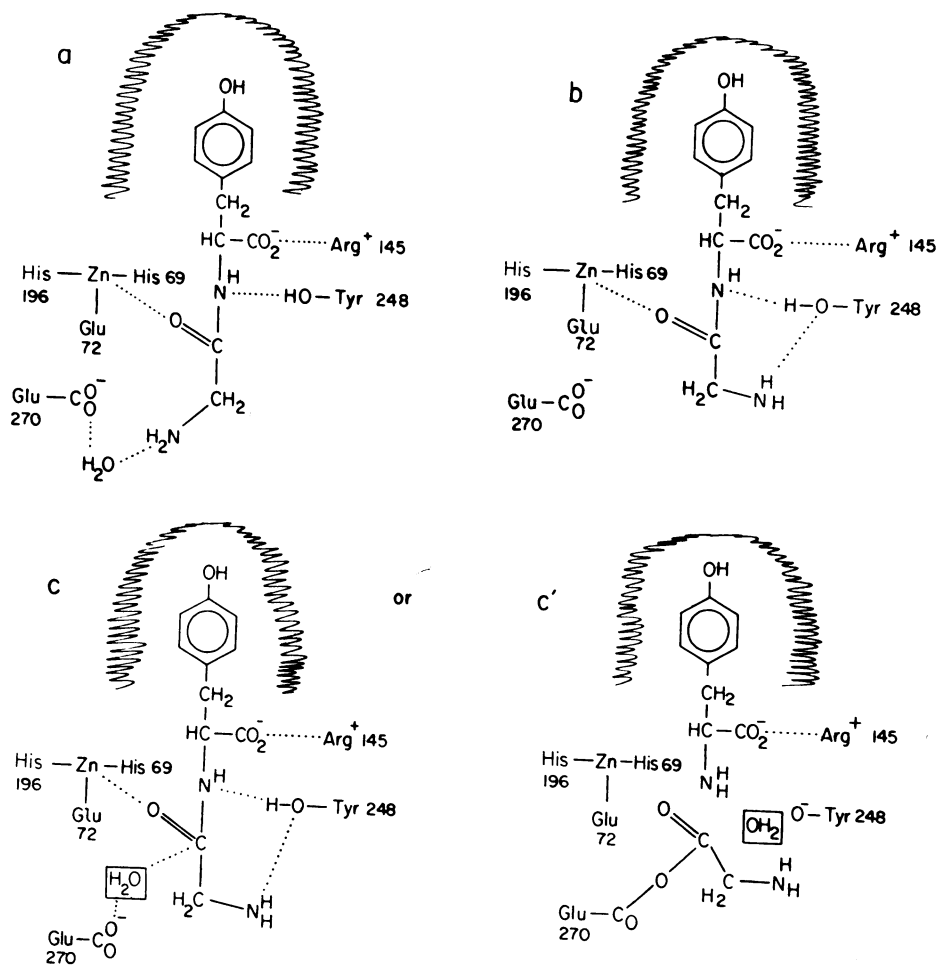 a
OH
CH2
HC–CO2− Arg+ 145
H
His –Zn–His 69 N HO–Tyr 248
196
O
Glu
72 C
Glu –C O− O CH2
270
H2N
H2O
b
OH
CH2
HC–CO2− Arg+ 145
H
His –Zn–His 69 N H–O–Tyr 248
196
O
Glu
72 C
H
Glu –C O− O H2C NH
270
c
OH
or
CH2
HC–CO2− Arg+ 145
His –Zn–His 69 N H
196 H–O–Tyr 248
O
Glu
72 C
H2O
H2C NH H
O−
Glu –C O
270
c'
OH
CH2
HC–CO2− Arg+ 145
His –Zn–His 69 N H H
196
O OH2 O−–Tyr 248
Glu
72 C
H
O C H2 NH
Glu –C O
270